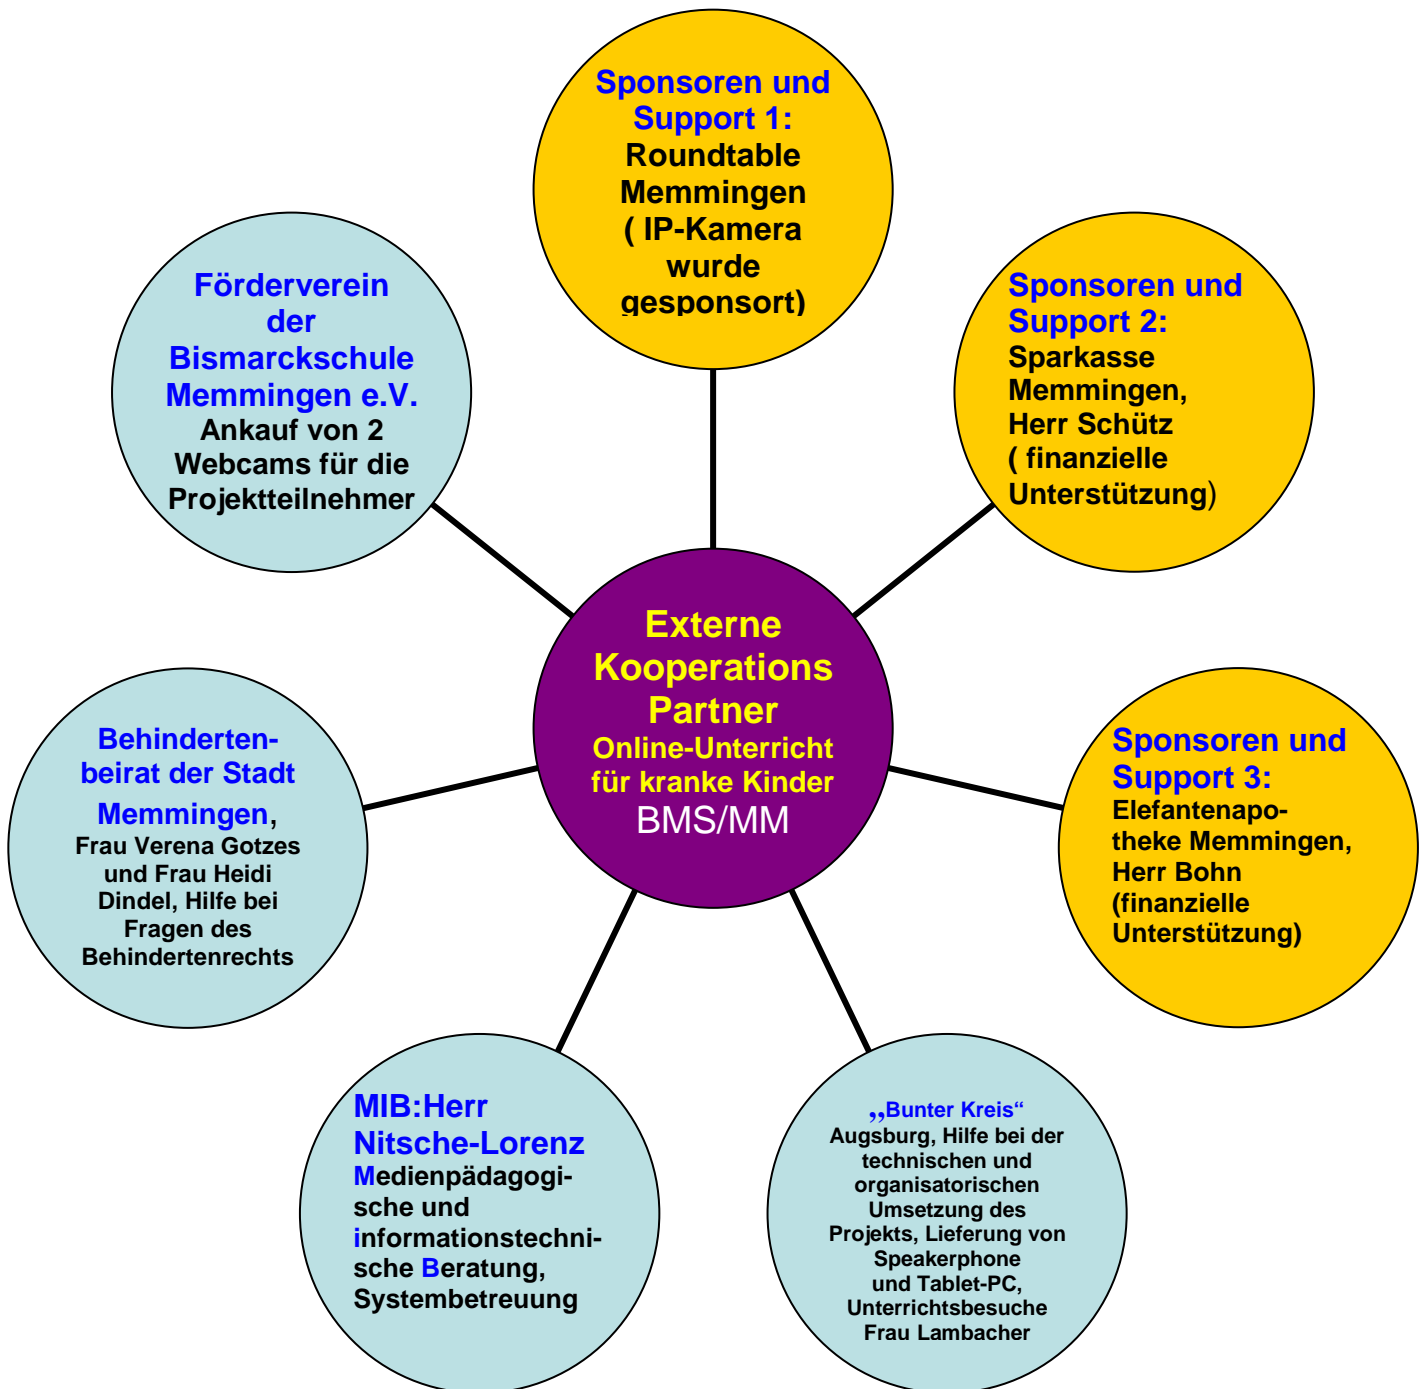 Sponsoren und
Support 1:
Roundtable
Memmingen
( IP-Kamera
wurde
gesponsort)
Förderverein
der
Bismarckschule
Memmingen e.V.
Ankauf von 2
Webcams für die
Projektteilnehmer
Sponsoren und
Support 2:
Sparkasse
Memmingen,
Herr Schütz
( finanzielle
Unterstützung)
Externe
Kooperations
Partner
Online-Unterricht
für kranke Kinder
BMS/MM
Behinderten-
beirat der Stadt
Memmingen,
Frau Verena Gotzes
und Frau Heidi
Dindel, Hilfe bei
Fragen des
Behindertenrechts
Sponsoren und
Support 3:
Elefantenapo-
theke Memmingen,
Herr Bohn
(finanzielle
Unterstützung)
MIB:Herr
Nitsche-Lorenz
Medienpädagogi-
sche und
informationstechni-
sche Beratung,
Systembetreuung
„Bunter Kreis“
Augsburg, Hilfe bei der
technischen und
organisatorischen
Umsetzung des
Projekts, Lieferung von
Speakerphone
und Tablet-PC,
Unterrichtsbesuche
Frau Lambacher